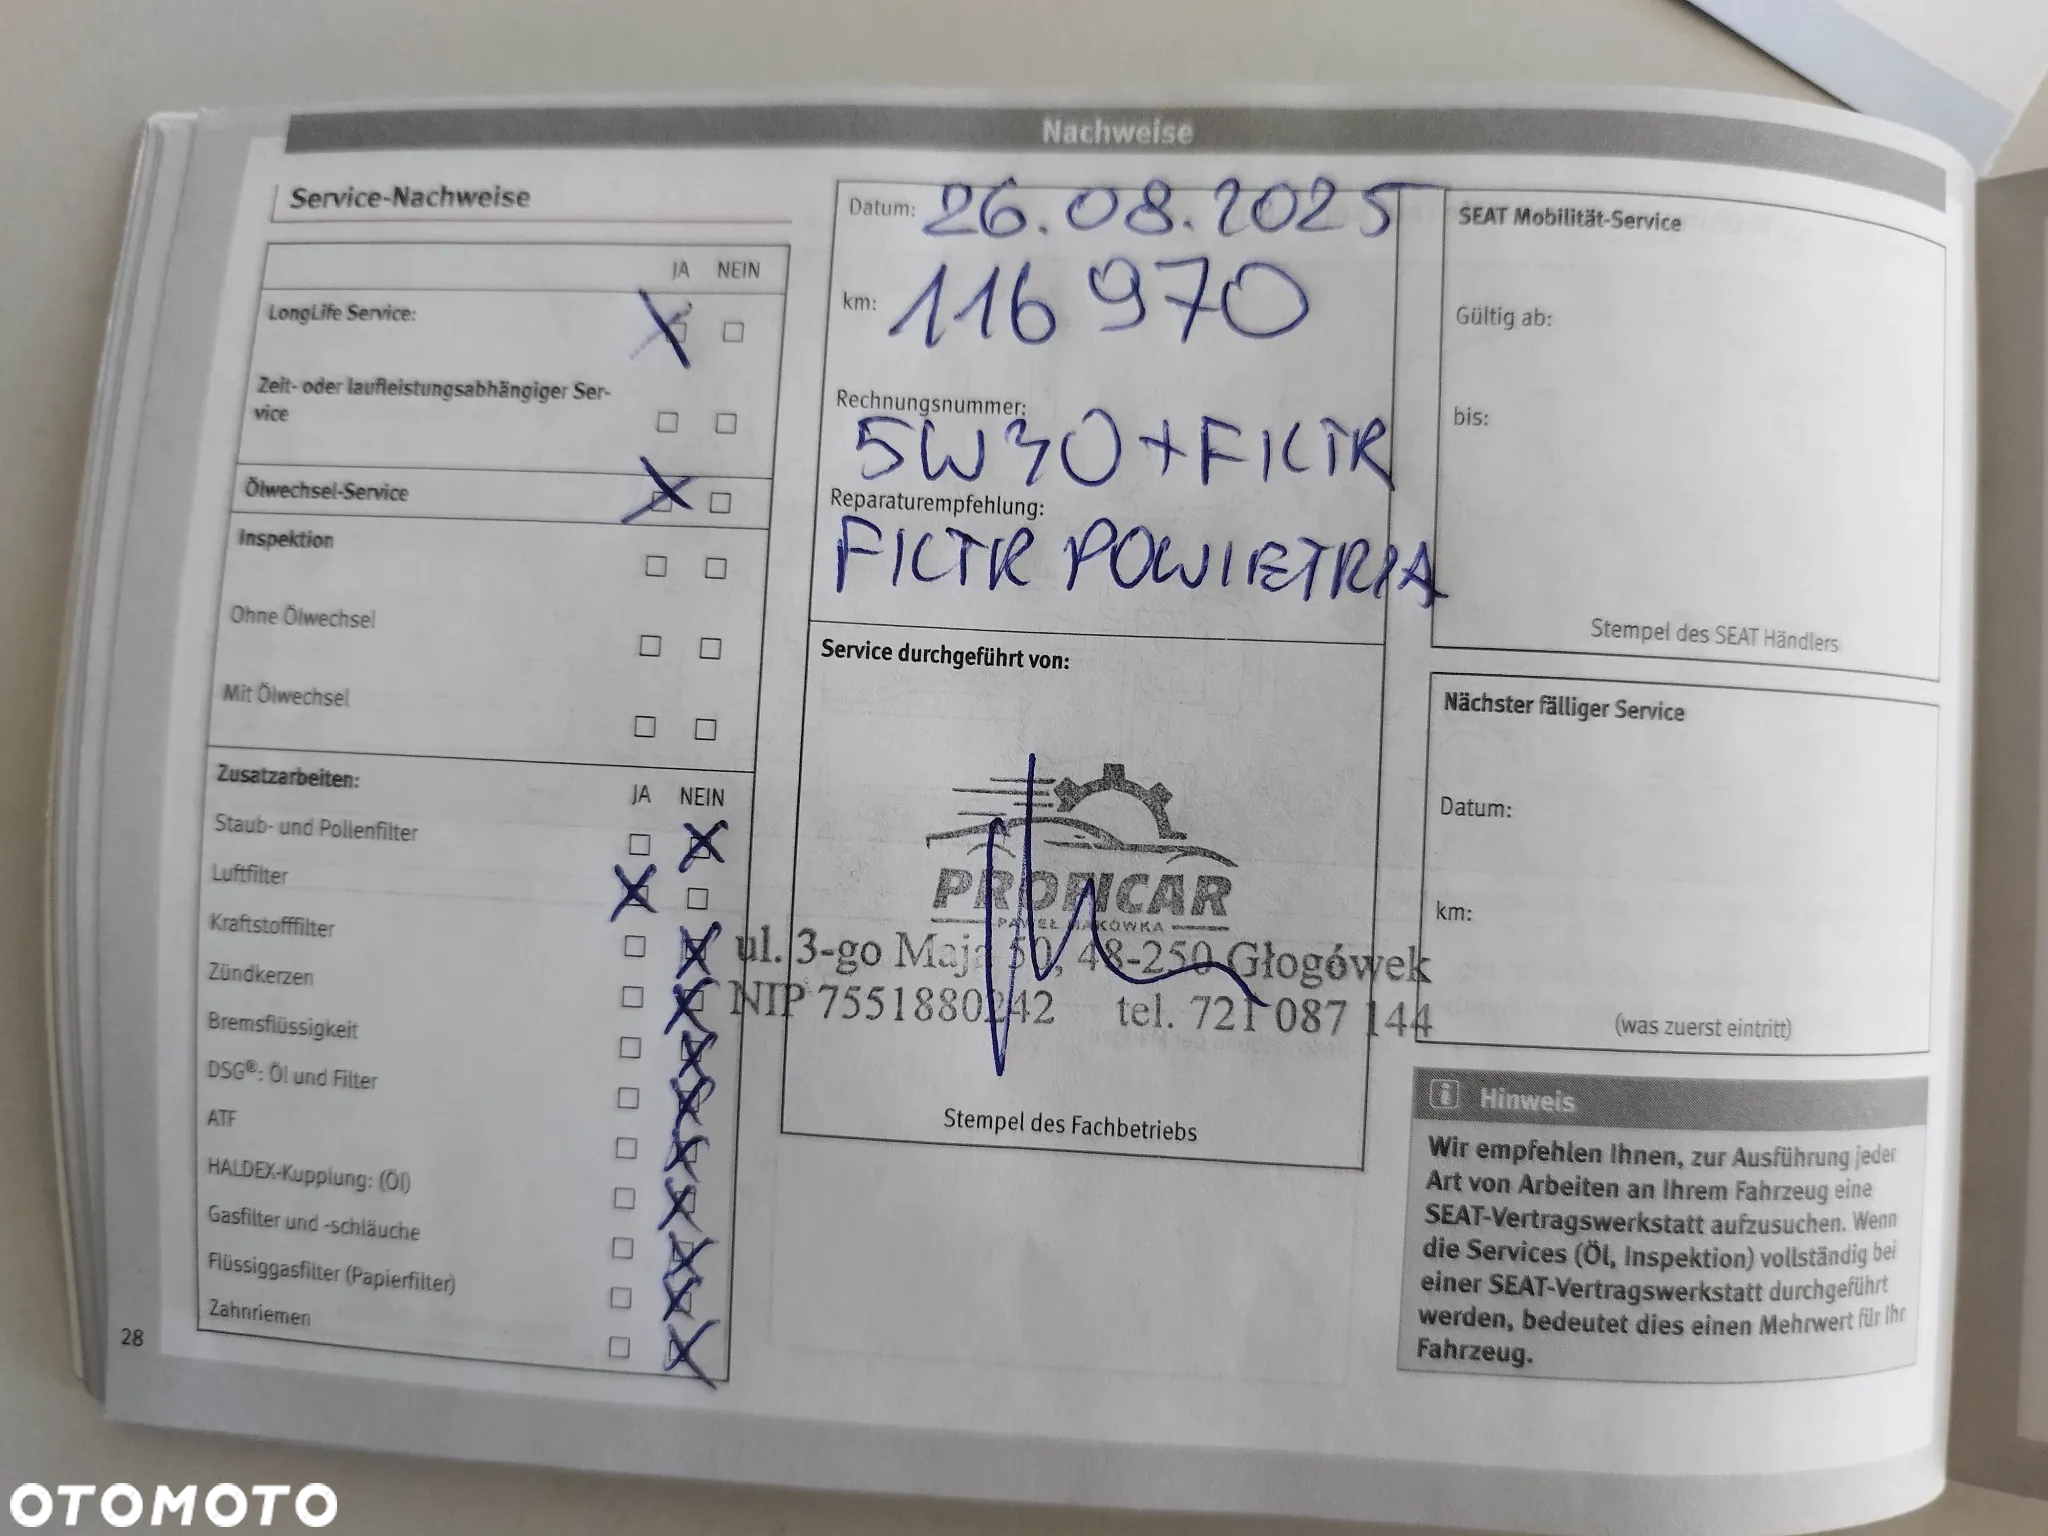 Nachweise
Service-Nachweise
JA NEIN
LongLife Service:
Zeit- oder laufleistungsabhängiger Ser-
vice
Ölwechsel-Service
Inspektion
Ohne Ölwechsel
Mit Ölwechsel
Zusatzarbeiten:
JA NEIN
Staub- und Pollenfilter
Luftfilter
Kraftstofffilter
Zündkerzen
Bremsflüssigkeit
DSG®: Öl und Filter
ATF
HALDEX-Kupplung: (Öl)
Gasfilter und -schläuche
Flüssiggasfilter (Papierfilter)
Zahnriemen
28
Datum: 26.08.2025
km: 116 970
Rechnungsnummer:
5W30+FILTR
Reparaturempfehlung:
FILTR POWIETRZA
Service durchgeführt von:
PROFICAR
PAWEŁ MAKÓWKA
ul. 3-go Maja 50, 48-250 Głogówek
NIP 7551880242 tel. 721 087 144
Stempel des Fachbetriebs
SEAT Mobilität-Service
Gültig ab:
bis:
Stempel des SEAT Händlers
Nächster fälliger Service
Datum:
km:
(was zuerst eintritt)
i Hinweis
Wir empfehlen Ihnen, zur Ausführung jeder
Art von Arbeiten an Ihrem Fahrzeug eine
SEAT-Vertragswerkstatt aufzusuchen. Wenn
die Services (Öl, Inspektion) vollständig bei
einer SEAT-Vertragswerkstatt durchgeführt
werden, bedeutet dies einen Mehrwert für Ihr
Fahrzeug.
OTOMOTO